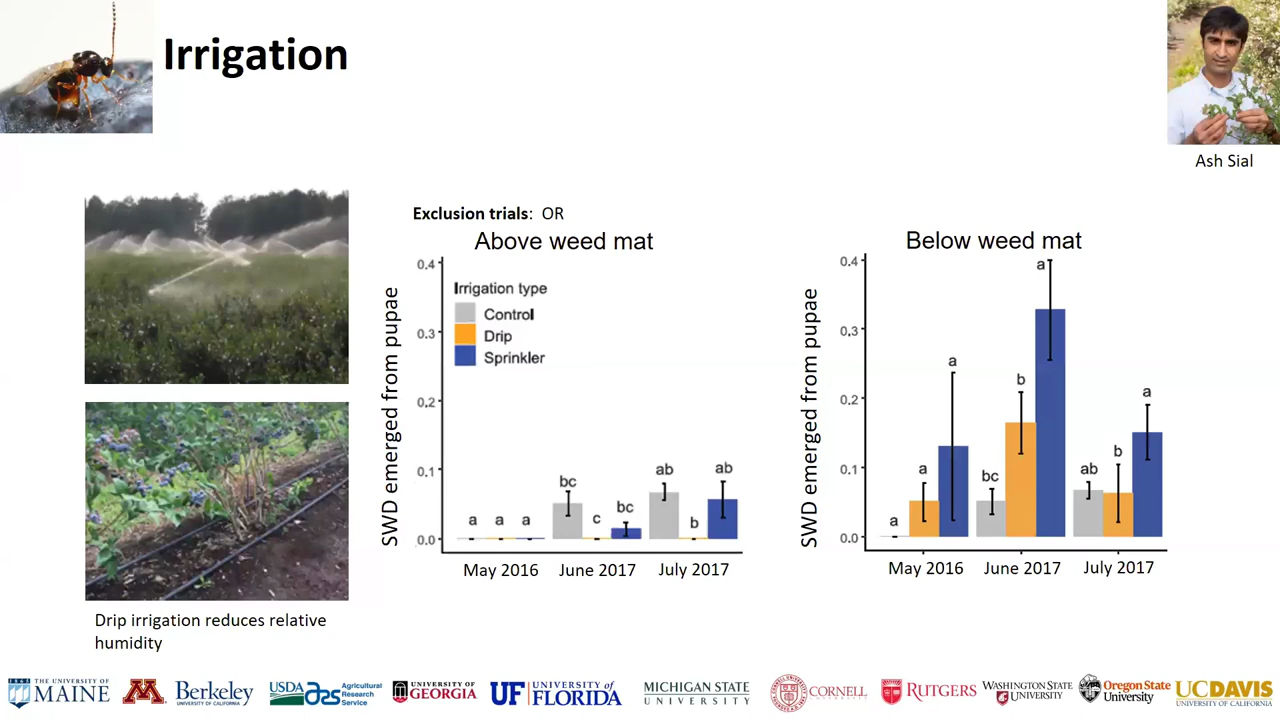 Irrigation
Ash Sial
Exclusion trials: OR
Above weed mat
SWD emerged from pupae
0.4
0.3
0.2
0.1
0.0
Irrigation type
Control
Drip
Sprinkler
a a a
bc c bc
ab b ab
May 2016 June 2017 July 2017
Below weed mat
SWD emerged from pupae
0.4
0.3
0.2
0.1
0.0
a a a
bc b a
ab b a
May 2016 June 2017 July 2017
Drip irrigation reduces relative
humidity
THE UNIVERSITY OF
MAINE
M
Berkeley
UNIVERSITY OF CALIFORNIA
USDA
ars
Agricultural
Research
Service
UNIVERSITY OF
GEORGIA
UF UNIVERSITY of
FLORIDA
MICHIGAN STATE
UNIVERSITY
CORNELL
RUTGERS
WASHINGTON STATE
UNIVERSITY
Oregon State
University
UCDAVIS
UNIVERSITY OF CALIFORNIA